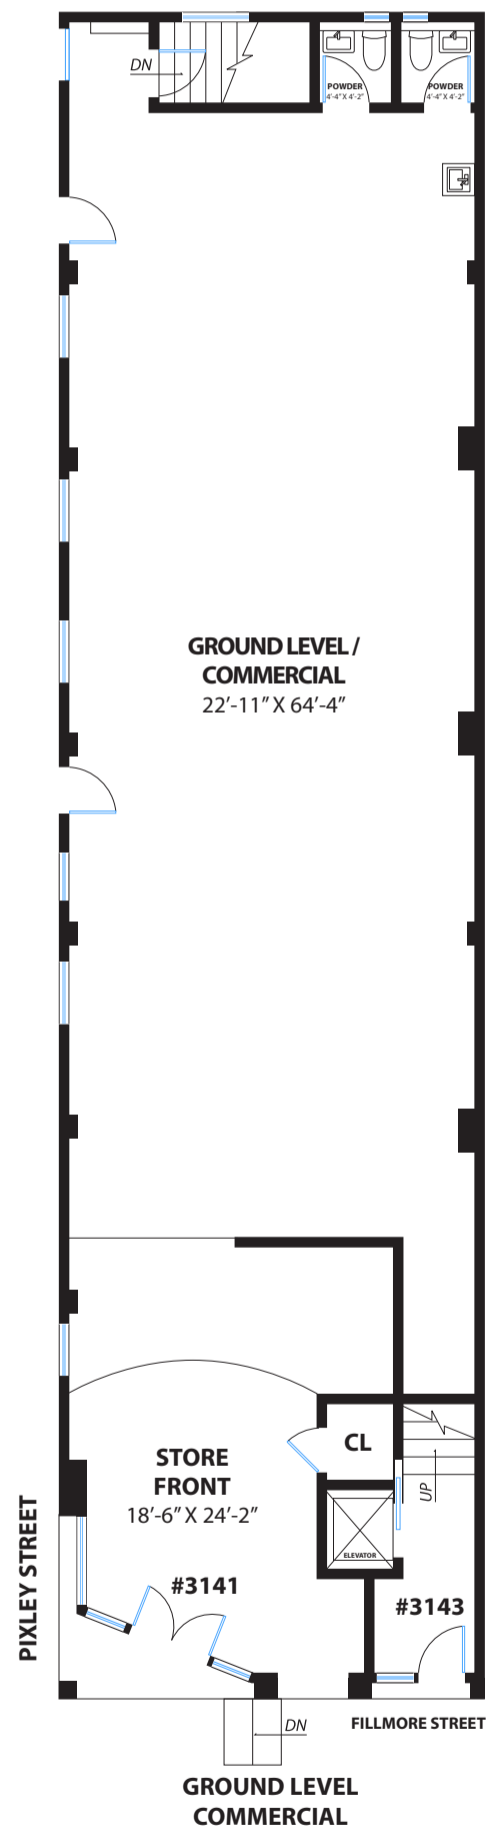 DN
POWDER
4'-4" X 4'-2"
POWDER
4'-4" X 4'-2"
GROUND LEVEL /
COMMERCIAL
22'-11" X 64'-4"
CL
STORE
FRONT
18'-6" X 24'-2"
UP
ELEVATOR
PIXLEY STREET
#3141
#3143
DN
FILLMORE STREET
GROUND LEVEL
COMMERCIAL